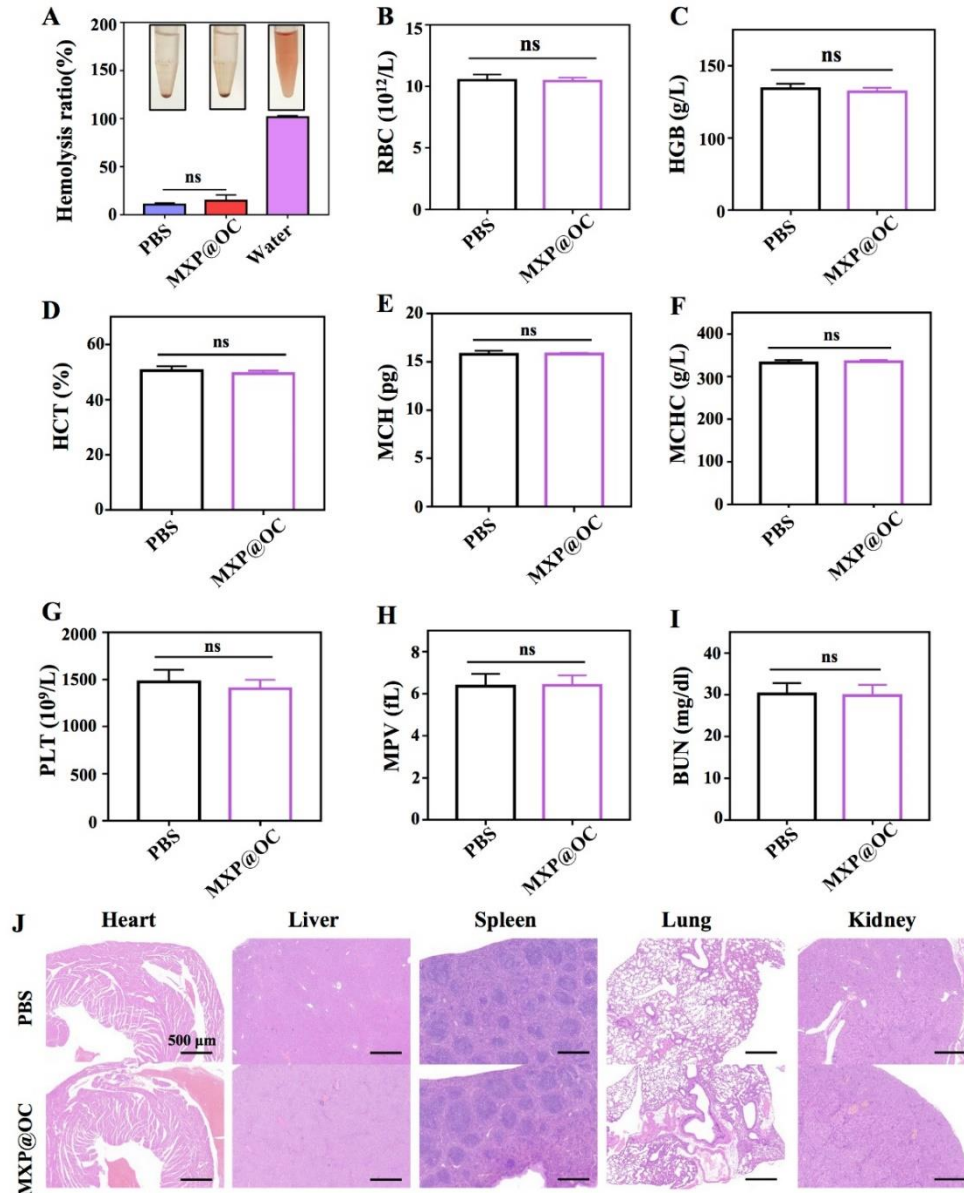 A
Hemolysis ratio(%)
200
150
100
50
0
ns
PBS
MXP@OC
Water
B
RBC (10¹²/L)
15
10
5
0
ns
PBS
MXP@OC
C
HGB (g/L)
150
100
0
ns
PBS
MXP@OC
D
HCT (%)
60
40
20
0
ns
PBS
MXP@OC
E
MCH (pg)
20
15
10
5
0
ns
PBS
MXP@OC
F
MCHC (g/L)
400
300
200
100
0
ns
PBS
MXP@OC
G
PLT (10⁹/L)
2000
1500
1000
500
0
ns
PBS
MXP@OC
H
MPV (fL)
8
6
4
2
0
ns
PBS
MXP@OC
I
BUN (mg/dl)
40
30
20
10
0
ns
PBS
MXP@OC
J
Heart Liver Spleen Lung Kidney
PBS
500 μm
MXP@OC